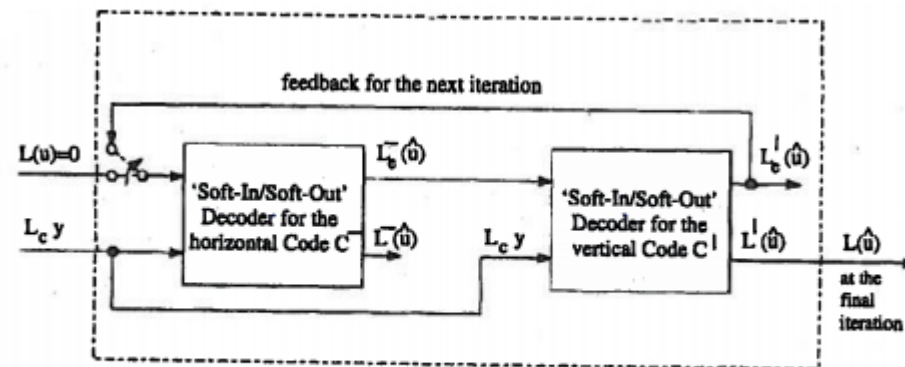 feedback for the next iteration
L(u)=0
L_e^-(û)
L_e^|(û)
'Soft-In/Soft-Out'
Decoder for the
horizontal Code C^-
'Soft-In/Soft-Out'
Decoder for the
vertical Code C^|
L_c y
L^-(û)
L_c y
L^|(û)
L(û)
at the
final
iteration